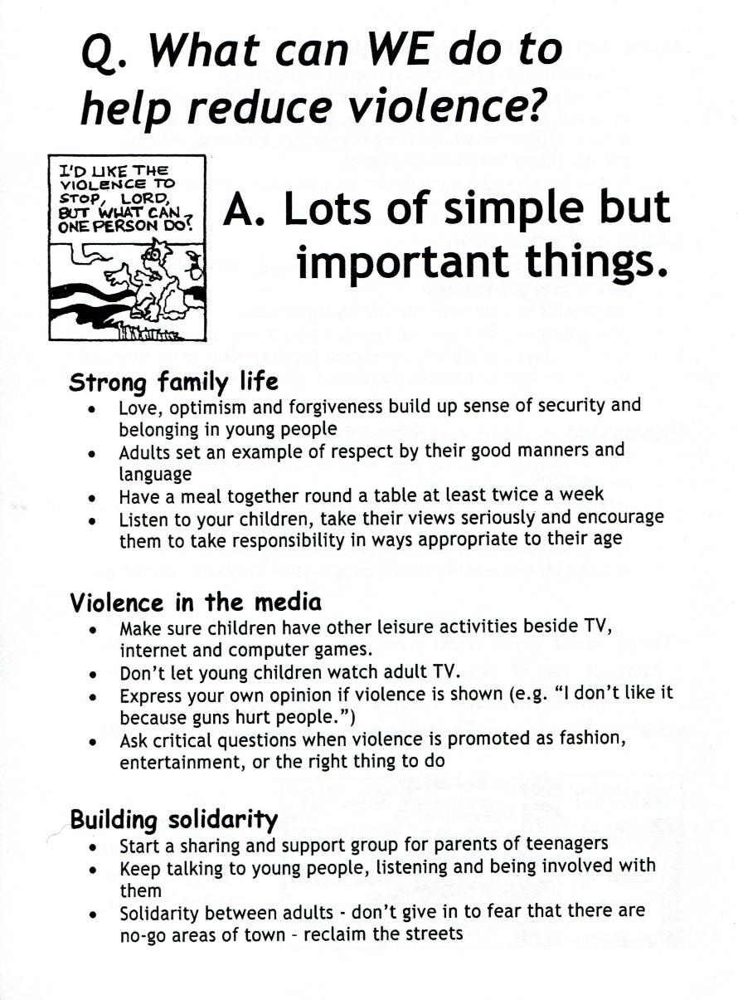 Q. What can WE do to
help reduce violence?
I'D LIKE THE
VIOLENCE TO
STOP, LORD,
BUT WHAT CAN
ONE PERSON DO?
A. Lots of simple but
important things.
Strong family life
• Love, optimism and forgiveness build up sense of security and
belonging in young people
• Adults set an example of respect by their good manners and
language
• Have a meal together round a table at least twice a week
• Listen to your children, take their views seriously and encourage
them to take responsibility in ways appropriate to their age
Violence in the media
• Make sure children have other leisure activities beside TV,
internet and computer games.
• Don't let young children watch adult TV.
• Express your own opinion if violence is shown (e.g. “I don't like it
because guns hurt people.”)
• Ask critical questions when violence is promoted as fashion,
entertainment, or the right thing to do
Building solidarity
• Start a sharing and support group for parents of teenagers
• Keep talking to young people, listening and being involved with
them
• Solidarity between adults - don't give in to fear that there are
no-go areas of town - reclaim the streets